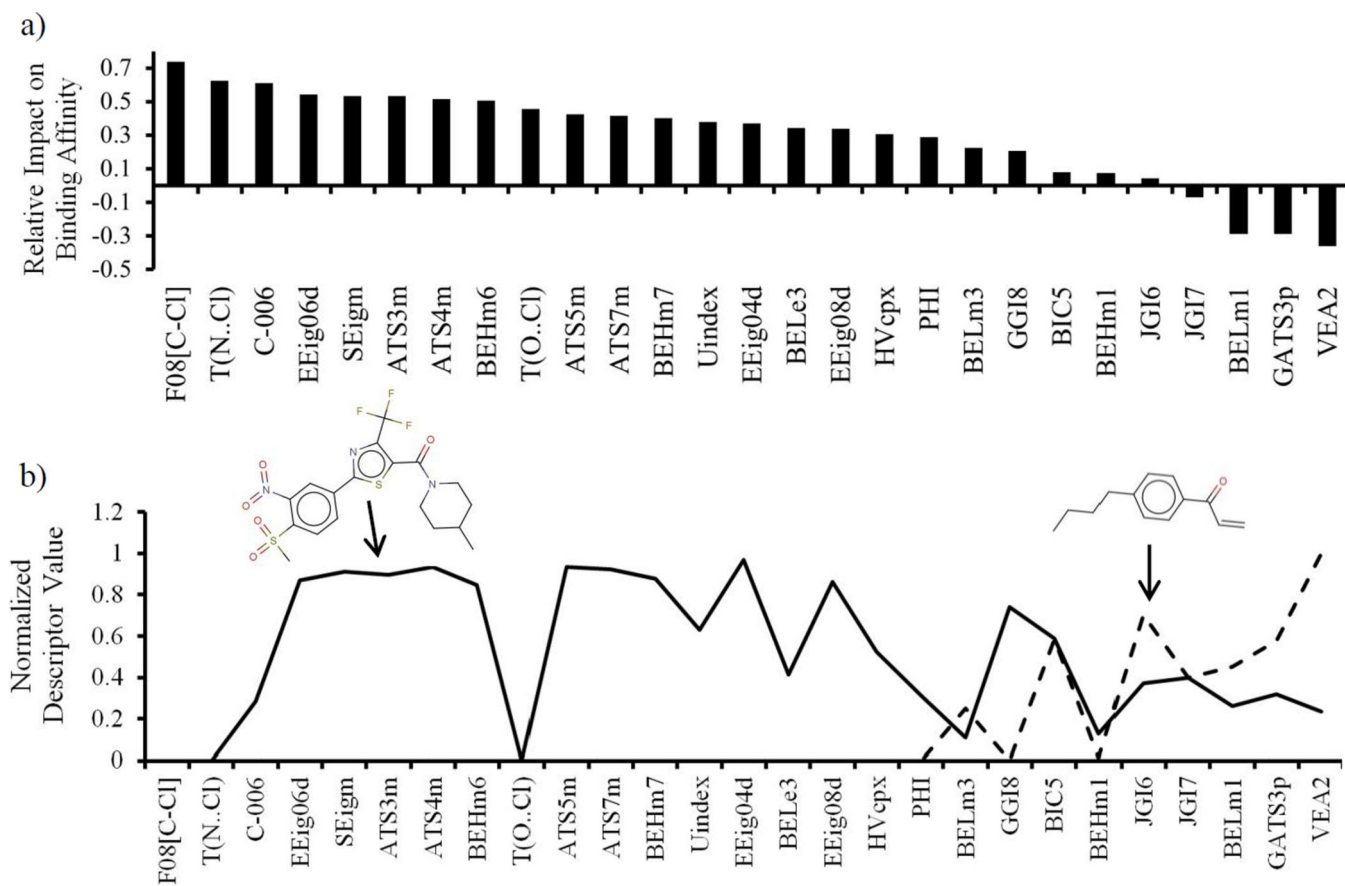 a)
Relative Impact on
Binding Affinity
0.7
0.5
0.3
0.1
-0.1
-0.3
-0.5
F08[C-Cl]
T(N..Cl)
C-006
EEig06d
SEigm
ATS3m
ATS4m
BEHm6
T(O..Cl)
ATS5m
ATS7m
BEHm7
Uindex
EEig04d
BELe3
EEig08d
HVcpx
PHI
BELm3
GGI8
BIC5
BEHm1
JGI6
JGI7
BELm1
GATS3p
VEA2
b)
F
F
F
O
N
S
N
O
N
O
S
O
O
O
Normalized
Descriptor Value
1.2
1
0.8
0.6
0.4
0.2
0
F08[C-Cl]
T(N..Cl)
C-006
EEig06d
SEigm
ATS3m
ATS4m
BEHm6
T(O..Cl)
ATS5m
ATS7m
BEHm7
Uindex
EEig04d
BELe3
EEig08d
HVcpx
PHI
BELm3
GGI8
BIC5
BEHm1
JGI6
JGI7
BELm1
GATS3p
VEA2